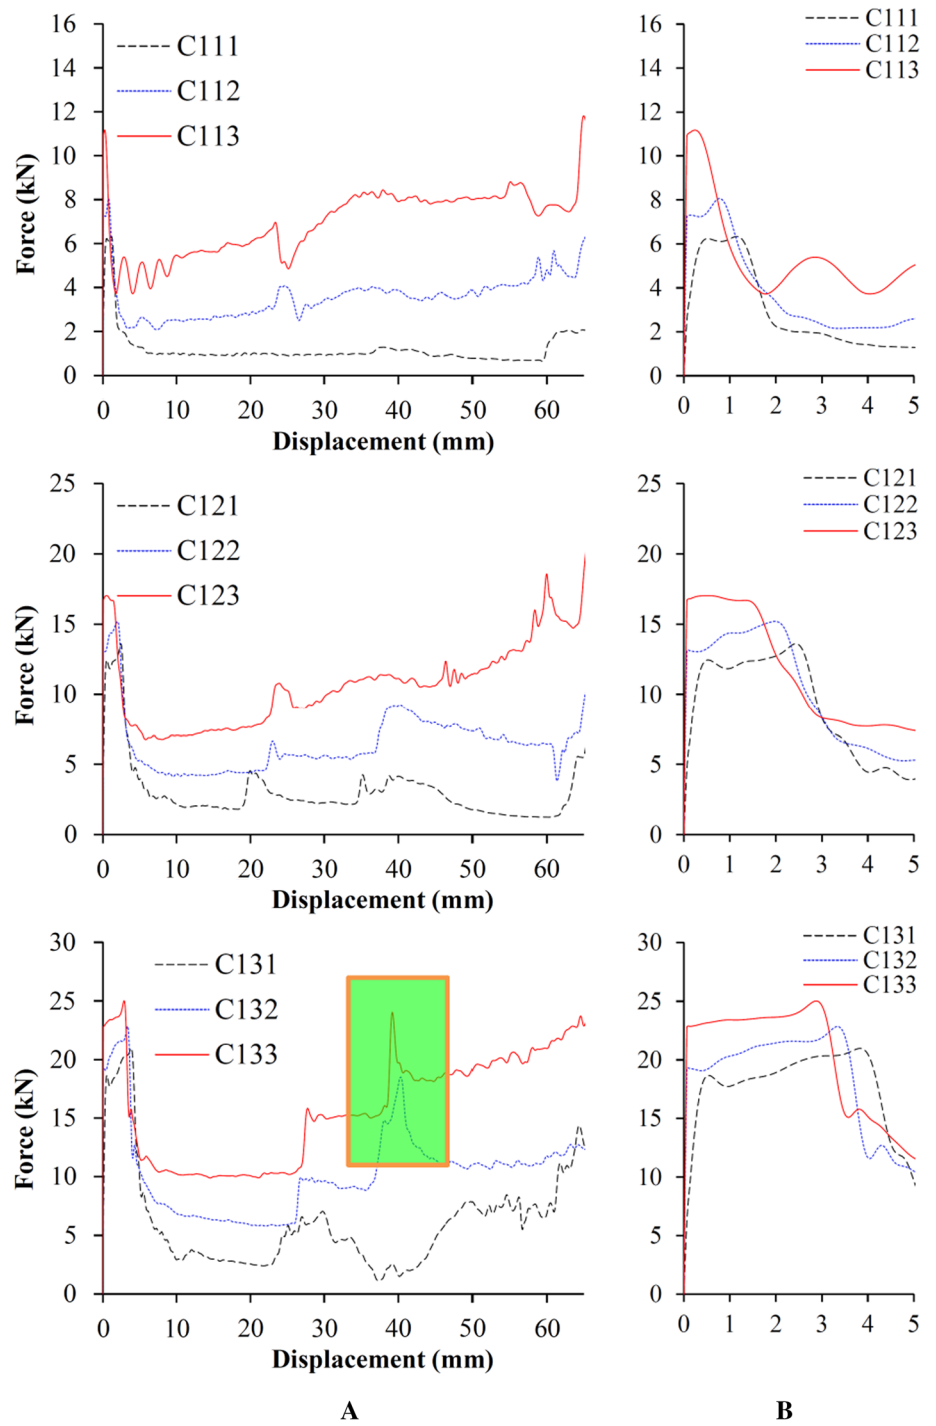 16
14
12
10
8
6
4
2
0
Force (kN)
C111
C112
C113
0 10 20 30 40 50 60
Displacement (mm)
16
14
12
10
8
6
4
2
0
C111
C112
C113
0 1 2 3 4 5
25
20
15
10
5
0
Force (kN)
C121
C122
C123
0 10 20 30 40 50 60
Displacement (mm)
25
20
15
10
5
0
C121
C122
C123
0 1 2 3 4 5
30
25
20
15
10
5
0
Force (kN)
C131
C132
C133
0 10 20 30 40 50 60
Displacement (mm)
30
25
20
15
10
5
0
C131
C132
C133
0 1 2 3 4 5
A B